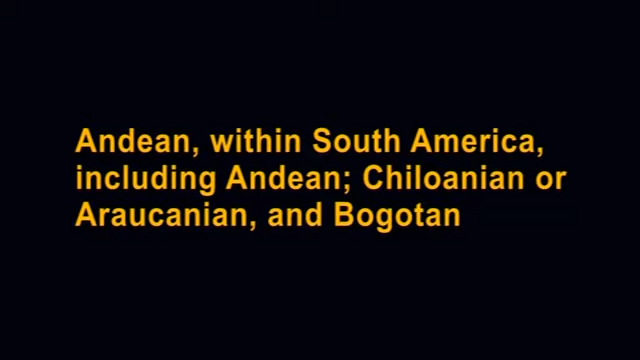 Andean, within South America,
including Andean; Chiloanian or
Araucanian, and Bogotan